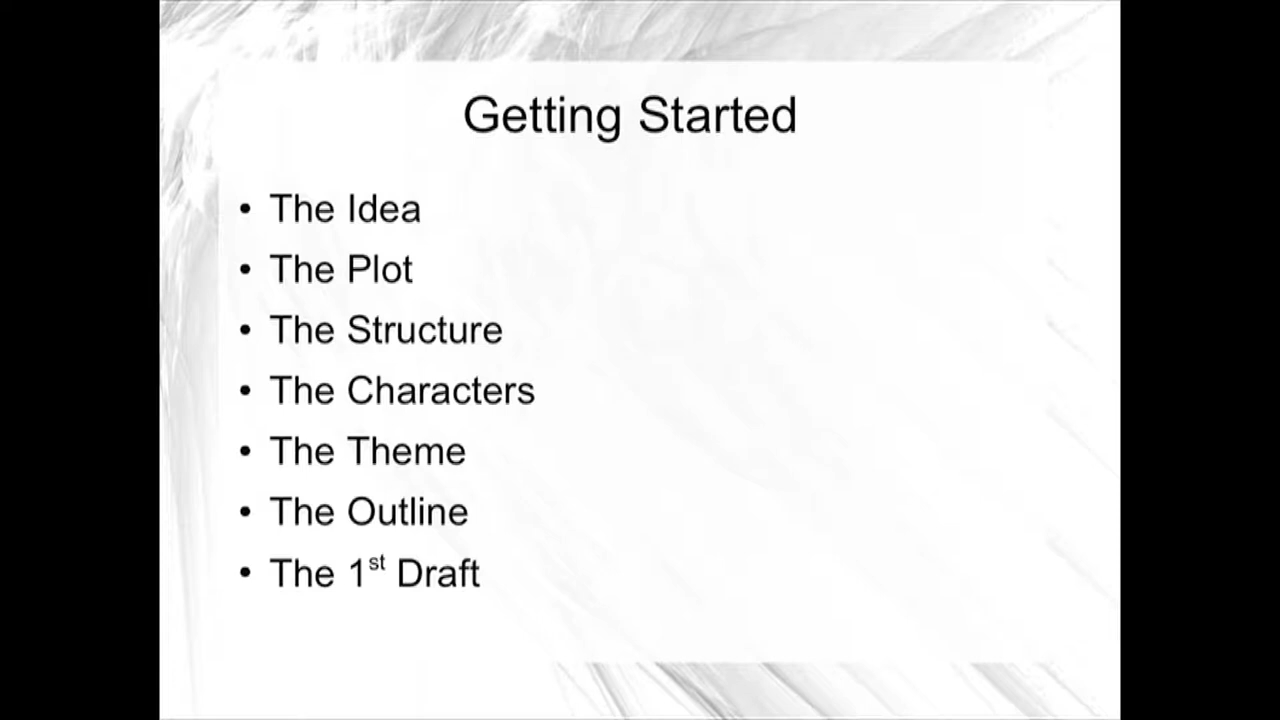 Getting Started
• The Idea
• The Plot
• The Structure
• The Characters
• The Theme
• The Outline
• The 1st Draft